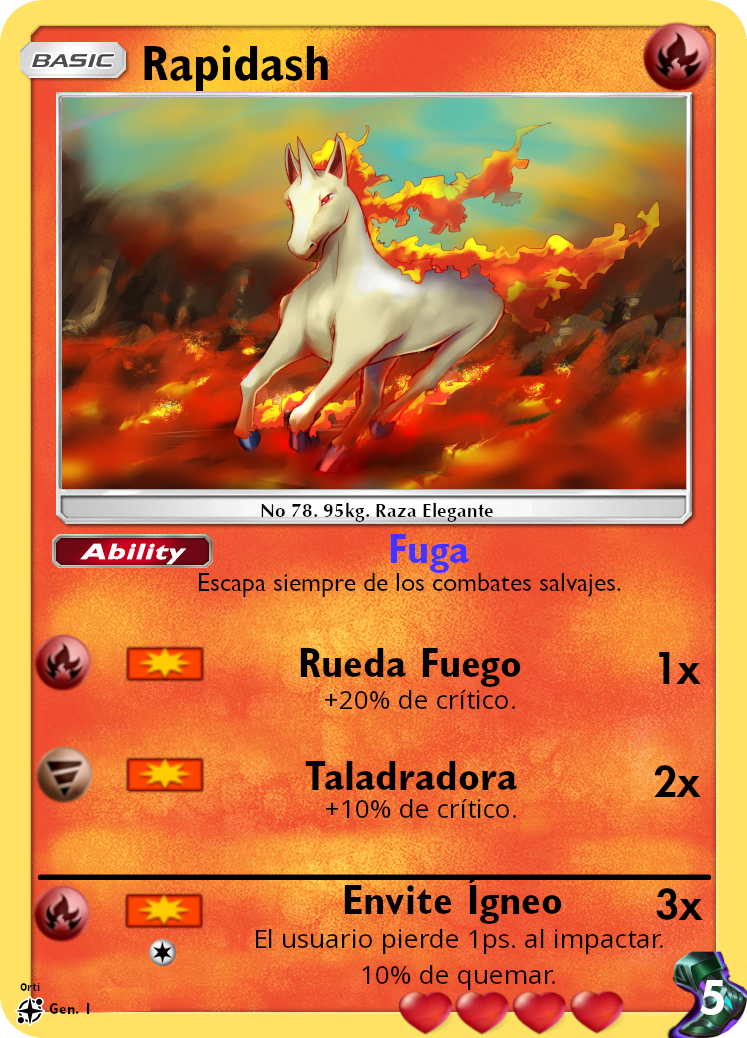 BASIC
Rapidash
No 78. 95kg. Raza Elegante
Ability
Fuga
Escapa siempre de los combates salvajes.
Rueda Fuego
1x
+20% de crítico.
Taladradora
2x
+10% de crítico.
Envite Ígneo
3x
El usuario pierde 1ps. al impactar.
10% de quemar.
Orti
Gen. I
5